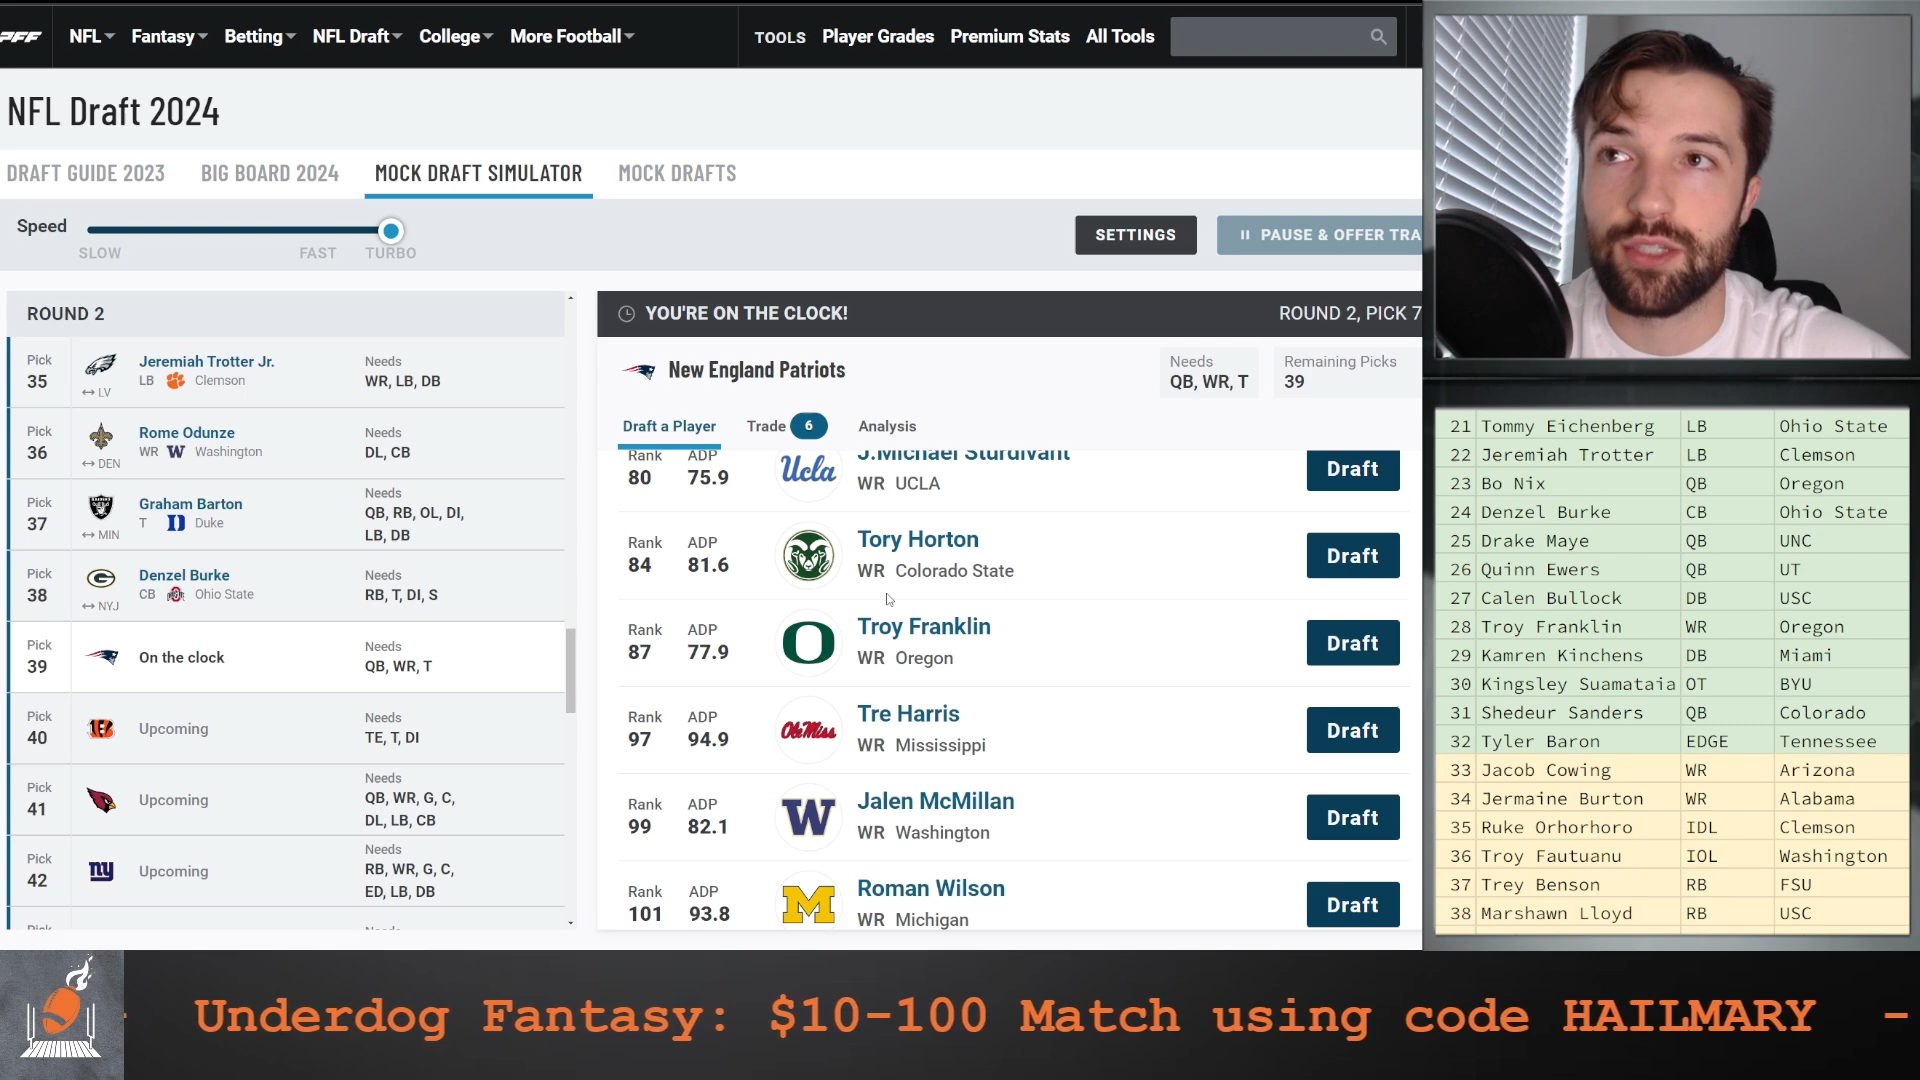 PFF NFL Fantasy Betting NFL Draft College More Football TOOLS Player Grades Premium Stats All Tools
NFL Draft 2024
DRAFT GUIDE 2023 BIG BOARD 2024 MOCK DRAFT SIMULATOR MOCK DRAFTS
Speed
SLOW FAST TURBO
SETTINGS
PAUSE & OFFER TRA
ROUND 2
Pick 35 Jeremiah Trotter Jr. Needs
LV LB Clemson WR, LB, DB
Pick 36 Rome Odunze Needs
DEN WR W Washington DL, CB
Pick 37 Graham Barton Needs
MIN T D Duke QB, RB, OL, DI,
LB, DB
Pick 38 Denzel Burke Needs
NYJ CB Ohio State RB, T, DI, S
Pick 39 On the clock Needs
QB, WR, T
Pick 40 Upcoming Needs
TE, T, DI
Pick 41 Upcoming Needs
QB, WR, G, C,
DL, LB, CB
Pick 42 ny Upcoming Needs
RB, WR, G, C,
ED, LB, DB
YOU'RE ON THE CLOCK! ROUND 2, PICK 7
New England Patriots
Needs
QB, WR, T
Remaining Picks
39
Draft a Player Trade 6 Analysis
Rank ADP J.Michael Sturdivant
80 75.9 Ucla WR UCLA Draft
Rank ADP Tory Horton
84 81.6 WR Colorado State Draft
Rank ADP Troy Franklin
87 77.9 O WR Oregon Draft
Rank ADP Tre Harris
97 94.9 Ole Miss WR Mississippi Draft
Rank ADP Jalen McMillan
99 82.1 W WR Washington Draft
Rank ADP Roman Wilson
101 93.8 M WR Michigan Draft
21 Tommy Eichenberg LB Ohio State
22 Jeremiah Trotter LB Clemson
23 Bo Nix QB Oregon
24 Denzel Burke CB Ohio State
25 Drake Maye QB UNC
26 Quinn Ewers QB UT
27 Calen Bullock DB USC
28 Troy Franklin WR Oregon
29 Kamren Kinchens DB Miami
30 Kingsley Suamataia OT BYU
31 Shedeur Sanders QB Colorado
32 Tyler Baron EDGE Tennessee
33 Jacob Cowing WR Arizona
34 Jermaine Burton WR Alabama
35 Ruke Orhorhoro IDL Clemson
36 Troy Fautuanu IOL Washington
37 Trey Benson RB FSU
38 Marshawn Lloyd RB USC
Underdog Fantasy: $10-100 Match using code HAILMARY -